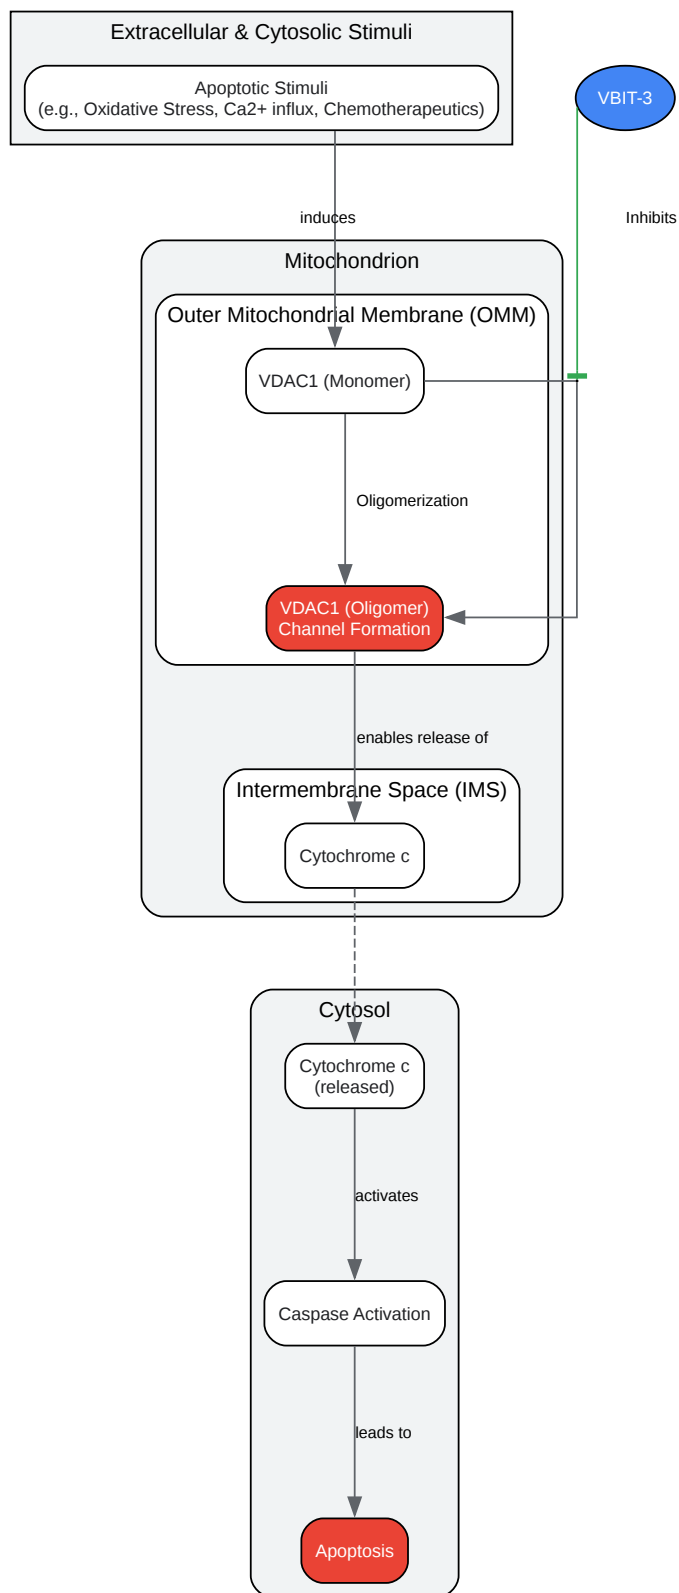 Extracellular & Cytosolic Stimuli
Apoptotic Stimuli
(e.g., Oxidative Stress, Ca2+ influx, Chemotherapeutics)
VBIT-3
induces
Inhibits
Mitochondrion
Outer Mitochondrial Membrane (OMM)
VDAC1 (Monomer)
Oligomerization
VDAC1 (Oligomer)
Channel Formation
enables release of
Intermembrane Space (IMS)
Cytochrome c
Cytosol
Cytochrome c
(released)
activates
Caspase Activation
leads to
Apoptosis